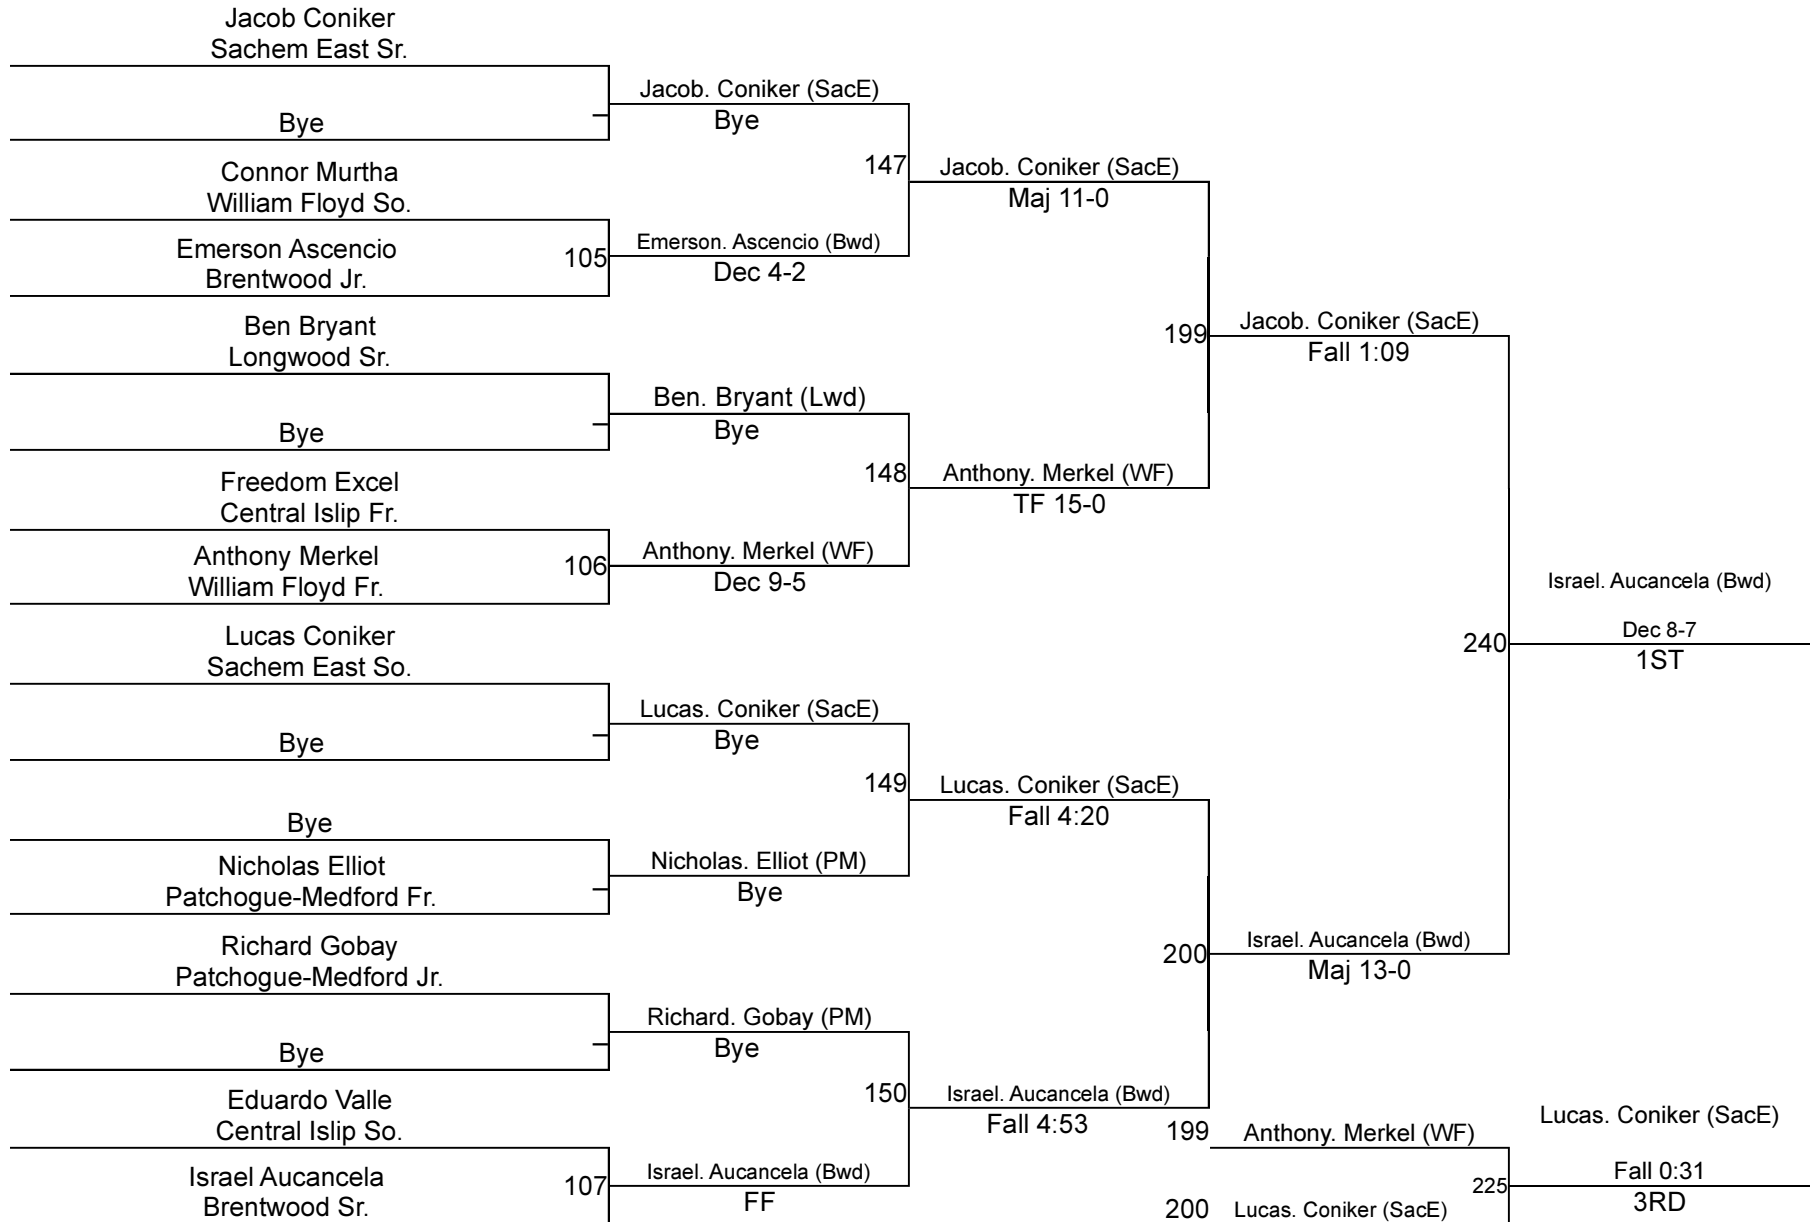 Jacob Coniker
Sachem East Sr.
Bye
Connor Murtha
William Floyd So.
Emerson Ascencio
Brentwood Jr.
Ben Bryant
Longwood Sr.
Bye
Freedom Excel
Central Islip Fr.
Anthony Merkel
William Floyd Fr.
Lucas Coniker
Sachem East So.
Bye
Bye
Nicholas Elliot
Patchogue-Medford Fr.
Richard Gobay
Patchogue-Medford Jr.
Bye
Eduardo Valle
Central Islip So.
Israel Aucancela
Brentwood Sr.
Jacob. Coniker (SacE)
Bye
105
Emerson. Ascencio (Bwd)
Dec 4-2
Ben. Bryant (Lwd)
Bye
106
Anthony. Merkel (WF)
Dec 9-5
Lucas. Coniker (SacE)
Bye
Nicholas. Elliot (PM)
Bye
Richard. Gobay (PM)
Bye
107
Israel. Aucancela (Bwd)
FF
147
Jacob. Coniker (SacE)
Maj 11-0
148
Anthony. Merkel (WF)
TF 15-0
149
Lucas. Coniker (SacE)
Fall 4:20
150
Israel. Aucancela (Bwd)
Fall 4:53
199
Jacob. Coniker (SacE)
Fall 1:09
200
Israel. Aucancela (Bwd)
Maj 13-0
240
Israel. Aucancela (Bwd)
Dec 8-7
1ST
199
Anthony. Merkel (WF)
200
Lucas. Coniker (SacE)
225
Lucas. Coniker (SacE)
Fall 0:31
3RD